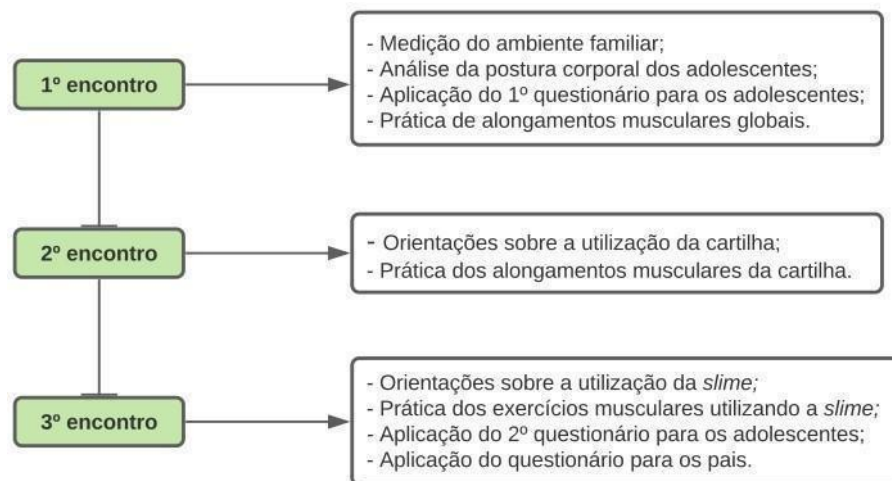 1º encontro
- Medição do ambiente familiar;
- Análise da postura corporal dos adolescentes;
- Aplicação do 1º questionário para os adolescentes;
- Prática de alongamentos musculares globais.
2º encontro
- Orientações sobre a utilização da cartilha;
- Prática dos alongamentos musculares da cartilha.
3º encontro
- Orientações sobre a utilização da slime;
- Prática dos exercícios musculares utilizando a slime;
- Aplicação do 2º questionário para os adolescentes;
- Aplicação do questionário para os pais.